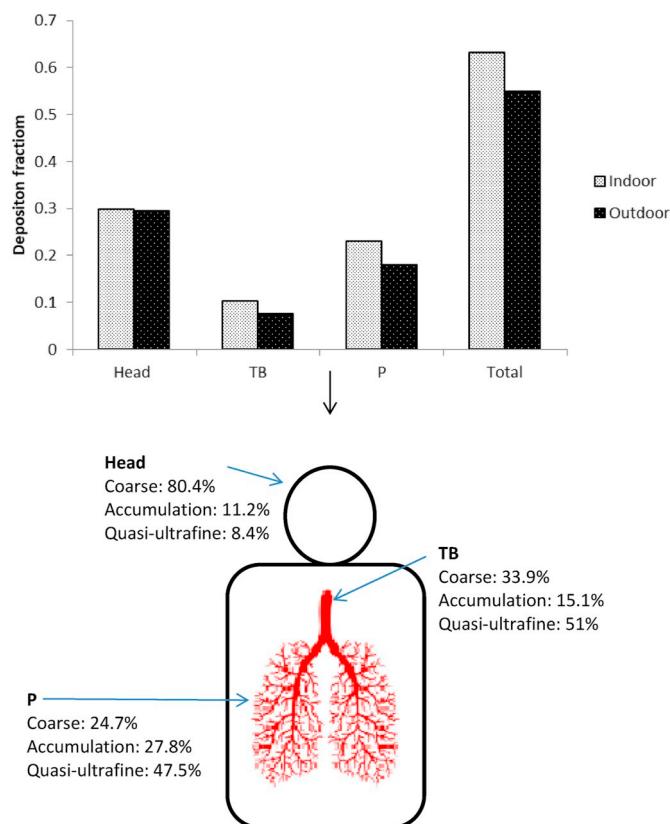 0.7
0.6
0.5
0.4
0.3
0.2
0.1
0
Depositon fractiom
Head
TB
P
Total
Indoor
Outdoor
Head
Coarse: 80.4%
Accumulation: 11.2%
Quasi-ultrafine: 8.4%
TB
Coarse: 33.9%
Accumulation: 15.1%
Quasi-ultrafine: 51%
P
Coarse: 24.7%
Accumulation: 27.8%
Quasi-ultrafine: 47.5%